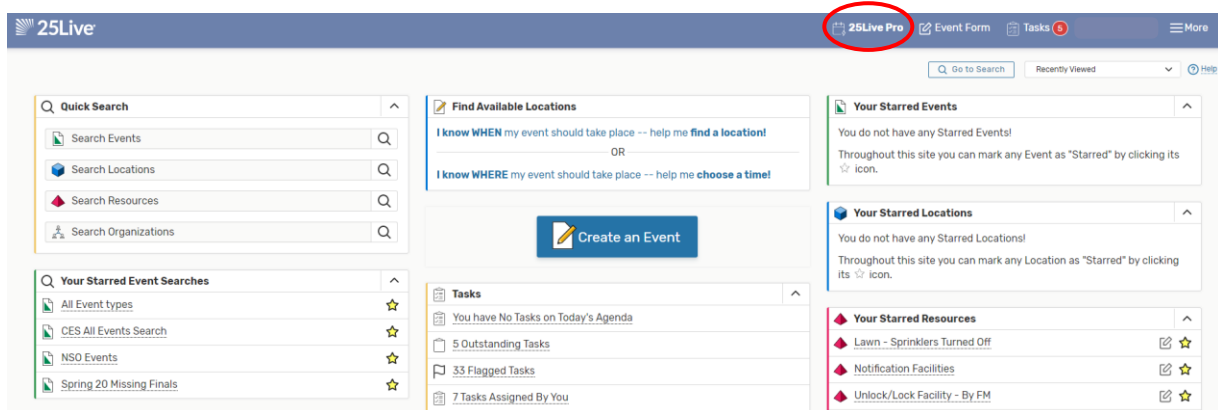 25Live
25Live Pro Event Form Tasks 5 More
Go to Search Recently Viewed Help
Quick Search
Search Events
Search Locations
Search Resources
Search Organizations
Your Starred Event Searches
All Event types
CES All Events Search
NSO Events
Spring 20 Missing Finals
Find Available Locations
I know WHEN my event should take place -- help me find a location!
OR
I know WHERE my event should take place -- help me choose a time!
Create an Event
Tasks
You have No Tasks on Today's Agenda
5 Outstanding Tasks
33 Flagged Tasks
7 Tasks Assigned By You
Your Starred Events
You do not have any Starred Events!
Throughout this site you can mark any Event as "Starred" by clicking its
☆ icon.
Your Starred Locations
You do not have any Starred Locations!
Throughout this site you can mark any Location as "Starred" by clicking
its ☆ icon.
Your Starred Resources
Lawn - Sprinklers Turned Off
Notification Facilities
Unlock/Lock Facility - By FM